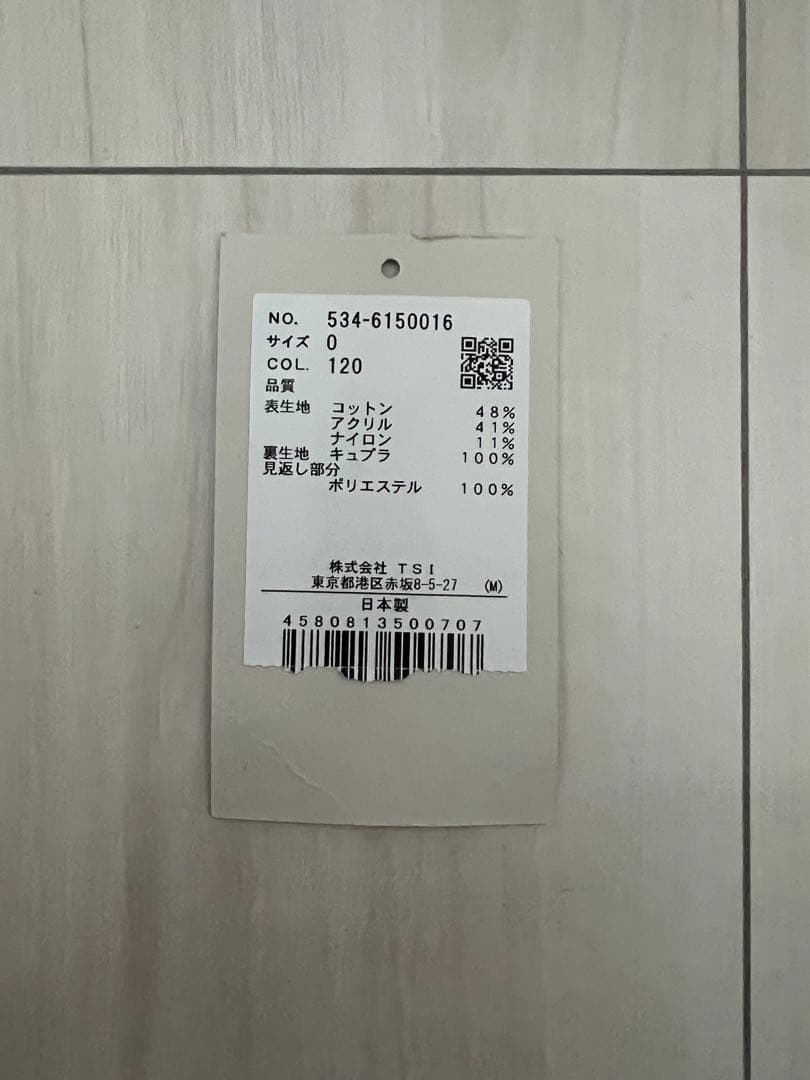 NO. 534-6150016
サイズ 0
COL. 120
品質
表生地 コットン 48%
アクリル 41%
ナイロン 11%
裏生地 キュプラ 100%
見返し部分
ポリエステル 100%
株式会社 TSI
東京都港区赤坂8-5-27 (M)
日本製
4580813500707